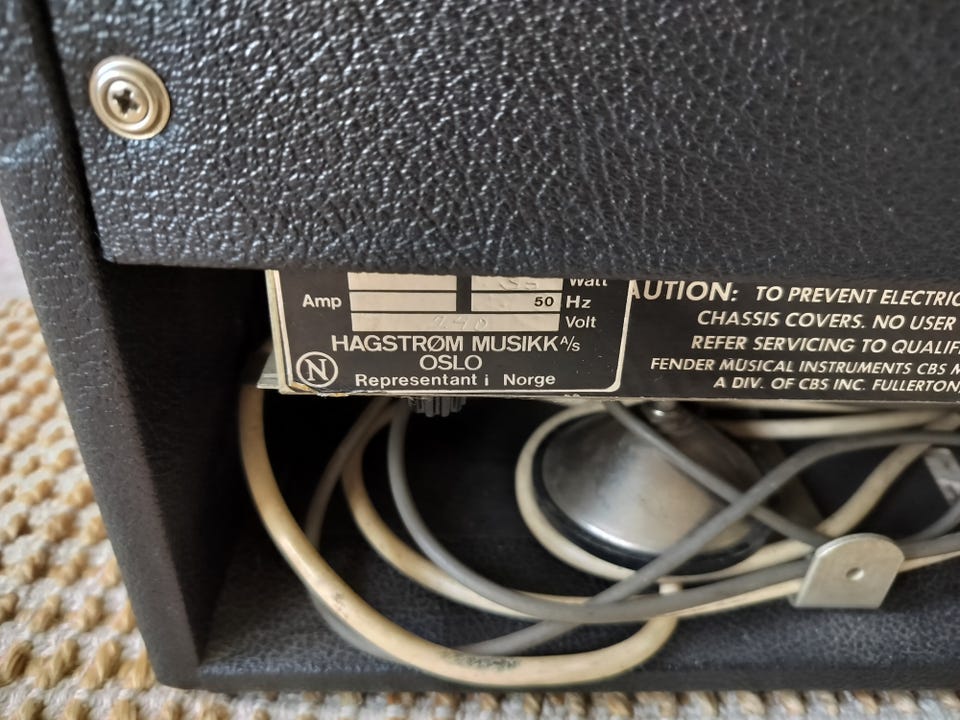 Watt
Amp 50 Hz
Volt
HAGSTRØM MUSIKK A/S
OSLO
N Representant i Norge
AUTION: TO PREVENT ELECTRIC
CHASSIS COVERS. NO USER
REFER SERVICING TO QUALIF
FENDER MUSICAL INSTRUMENTS CBS M
A DIV. OF CBS INC. FULLERTON,